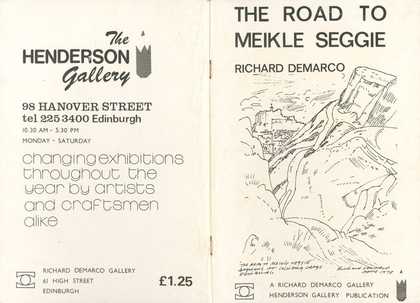 The
HENDERSON
Gallery
98 HANOVER STREET
tel 225 3400 Edinburgh
10.30 AM - 5.30 PM
MONDAY - SATURDAY
changing exhibitions
throughout the
year by artists
and craftsmen
alike
RICHARD DEMARCO GALLERY
61 HIGH STREET
EDINBURGH
£1.25
THE ROAD TO
MEIKLE SEGGIE
RICHARD DEMARCO
A RICHARD DEMARCO GALLERY
HENDERSON GALLERY PUBLICATION